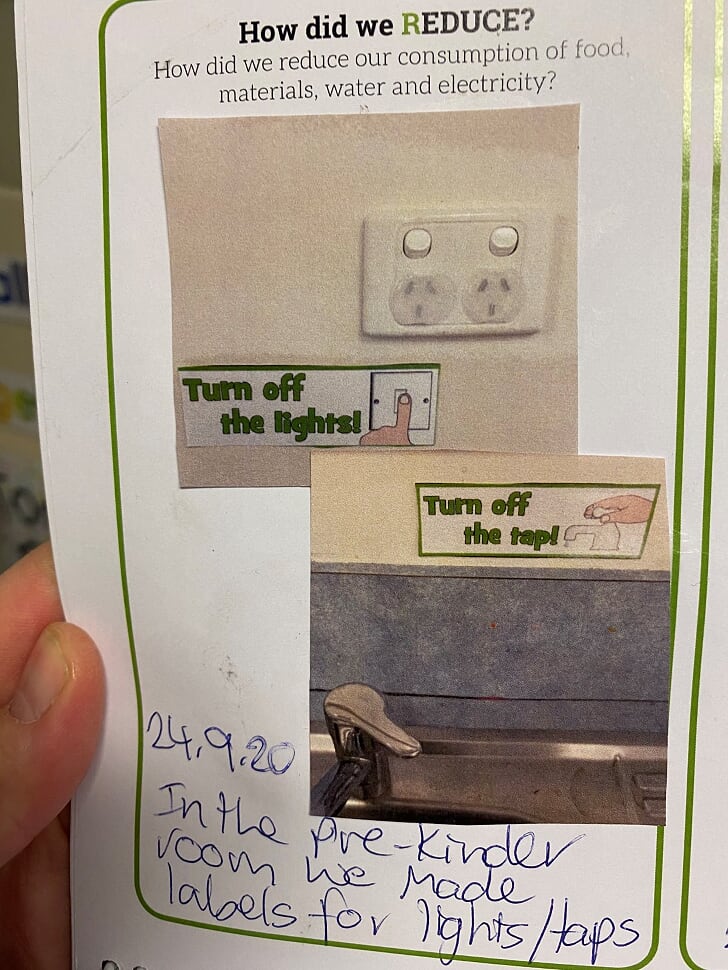 How did we REDUCE?
How did we reduce our consumption of food,
materials, water and electricity?
Turn off
the lights!
Turn off
the tap!
24.9.20
In the pre-kinder
room we made
labels for lights/taps